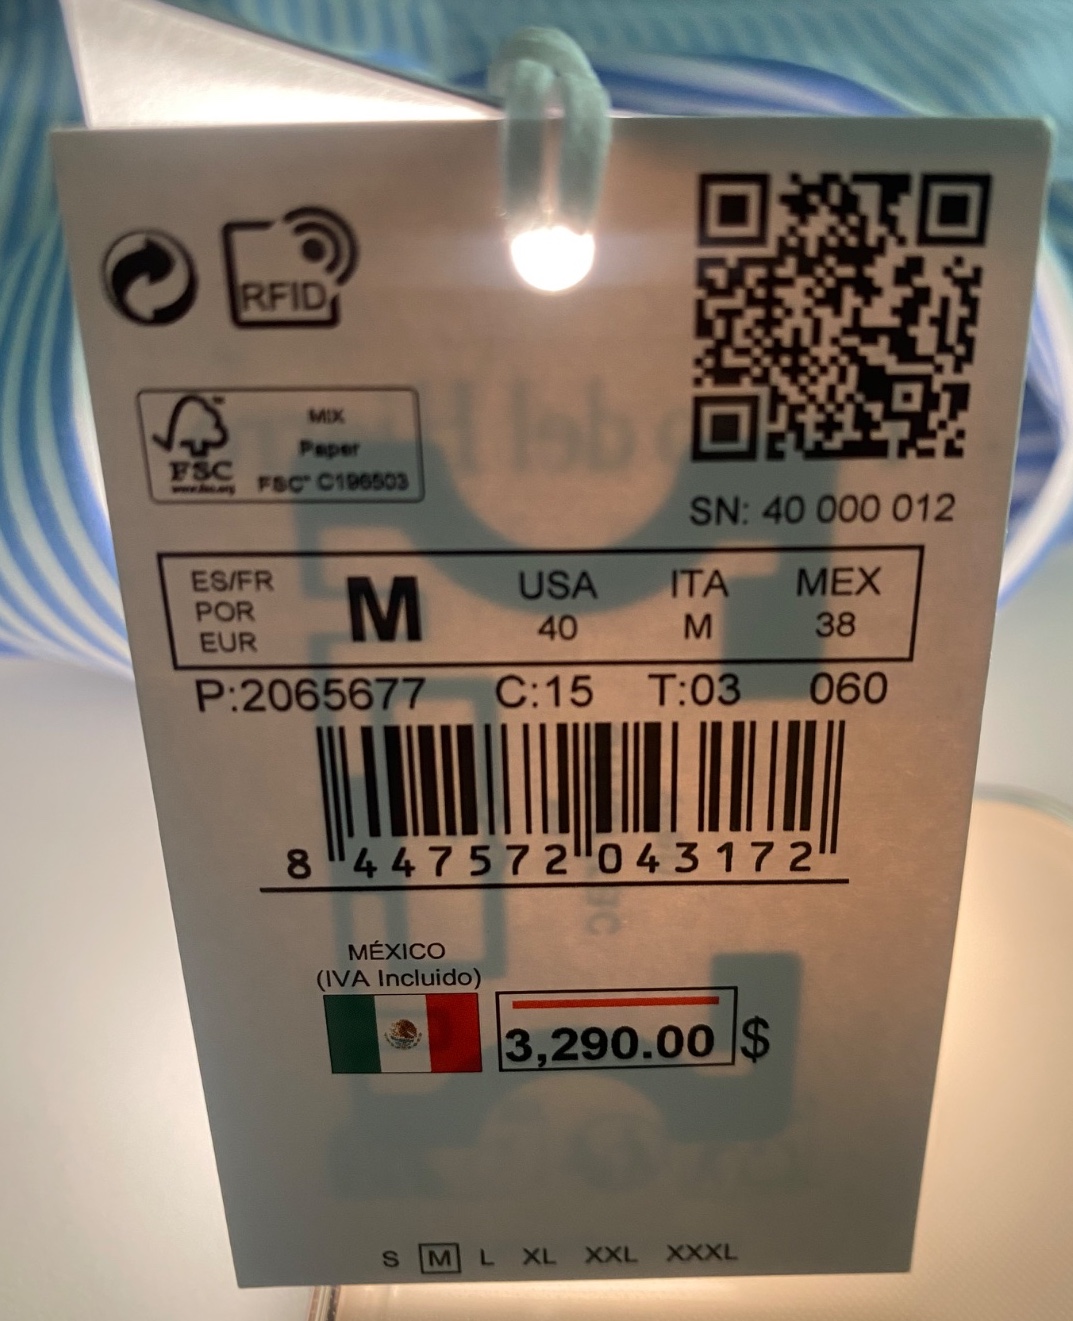 RFID
MIX
Paper
FSC
www.fsc.org
FSC® C196503
SN: 40 000 012
ES/FR
POR
EUR
M
USA
40
ITA
M
MEX
38
P:2065677 C:15 T:03 060
8 447572 043172
MÉXICO
(IVA Incluido)
3,290.00 $
S M L XL XXL XXXL